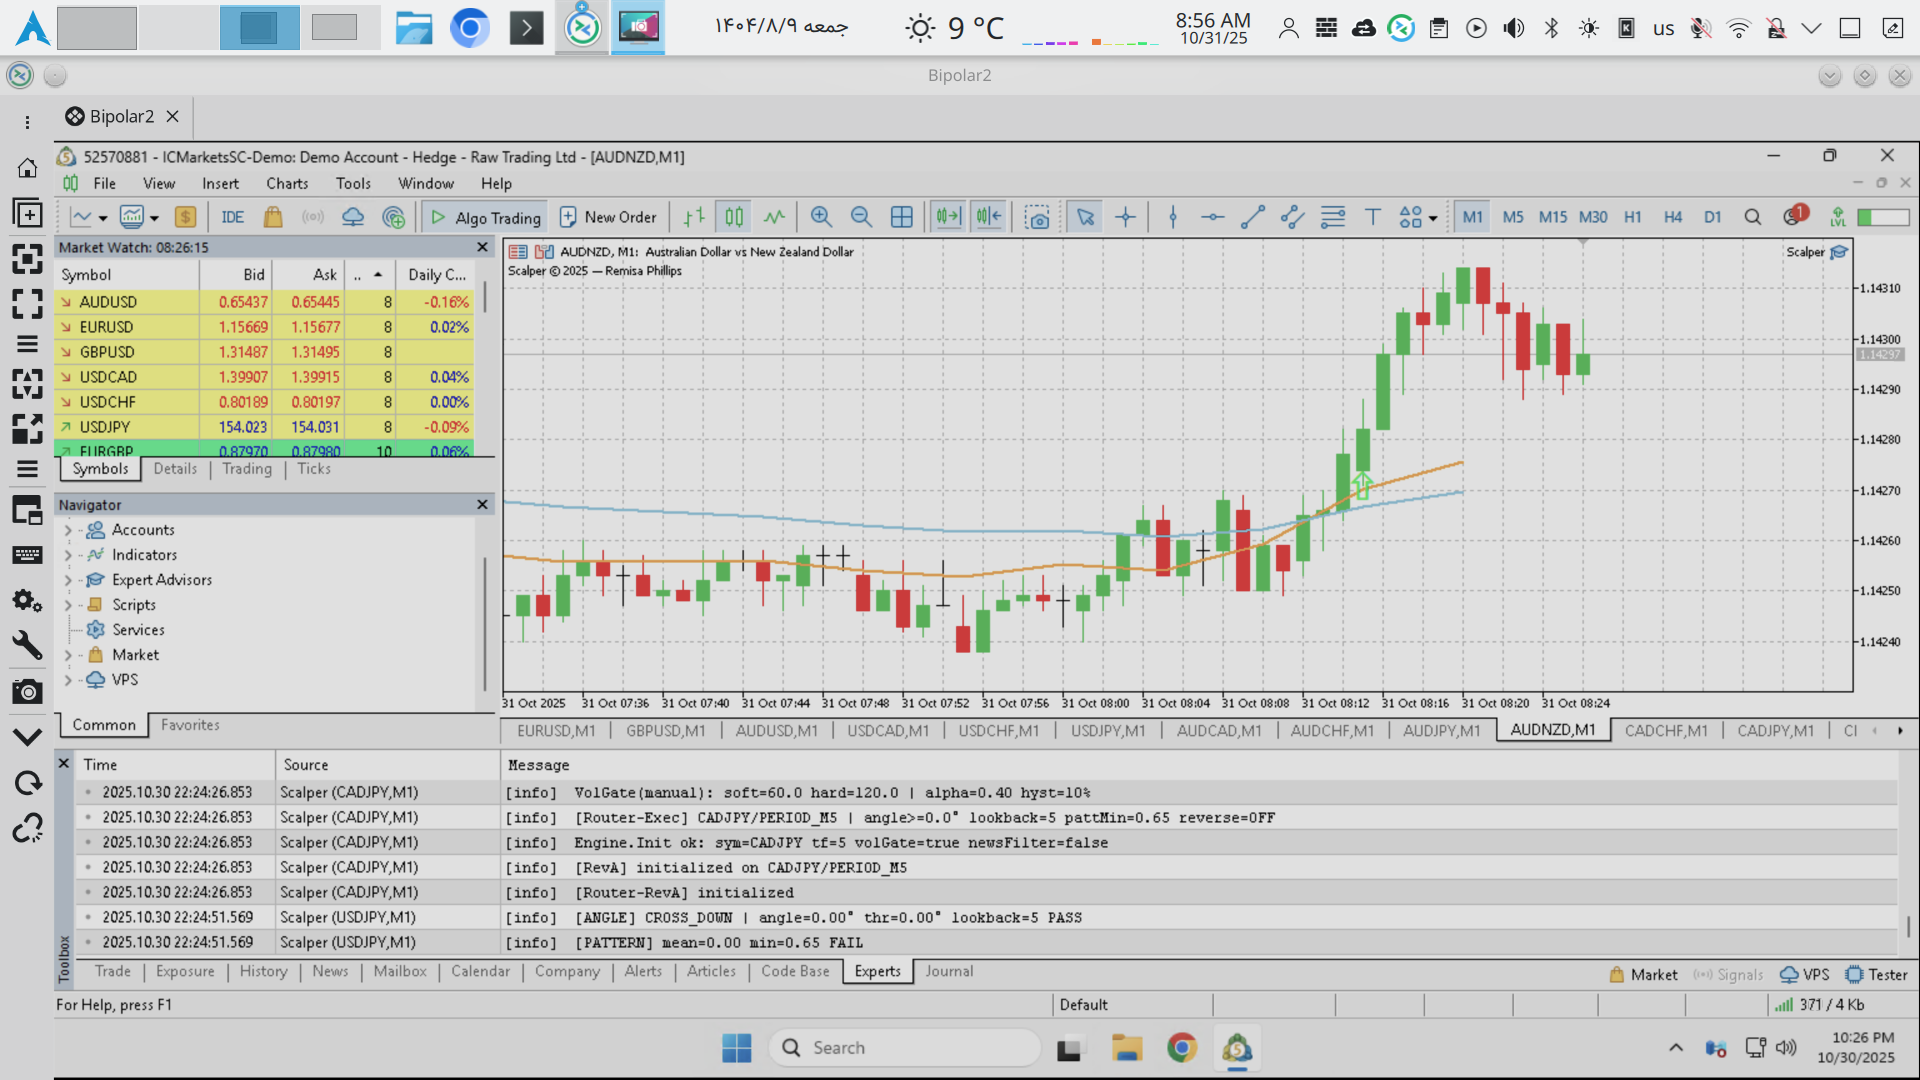 جمعه ۱۴۰۴/۸/۹
9 °C
8:56 AM
10/31/25
us
Bipolar2
Bipolar2
52570881 - ICMarketsSC-Demo: Demo Account - Hedge - Raw Trading Ltd - [AUDNZD,M1]
File View Insert Charts Tools Window Help
IDE Algo Trading New Order M1 M5 M15 M30 H1 H4 D1 1 LVL
Market Watch: 08:26:15
Symbol Bid Ask .. Daily C...
AUDUSD 0.65437 0.65445 8 -0.16%
EURUSD 1.15669 1.15677 8 0.02%
GBPUSD 1.31487 1.31495 8
USDCAD 1.39907 1.39915 8 0.04%
USDCHF 0.80189 0.80197 8 0.00%
USDJPY 154.023 154.031 8 -0.09%
EURGBP 0.87970 0.87980 10 0.06%
Symbols Details Trading Ticks
Navigator
Accounts
Indicators
Expert Advisors
Scripts
Services
Market
VPS
Common Favorites
AUDNZD, M1: Australian Dollar vs New Zealand Dollar
Scalper © 2025 — Remisa Phillips
Scalper
1.14310
1.14300
1.14297
1.14290
1.14280
1.14270
1.14260
1.14250
1.14240
31 Oct 2025 31 Oct 07:36 31 Oct 07:40 31 Oct 07:44 31 Oct 07:48 31 Oct 07:52 31 Oct 07:56 31 Oct 08:00 31 Oct 08:04 31 Oct 08:08 31 Oct 08:12 31 Oct 08:16 31 Oct 08:20 31 Oct 08:24
EURUSD,M1 GBPUSD,M1 AUDUSD,M1 USDCAD,M1 USDCHF,M1 USDJPY,M1 AUDCAD,M1 AUDCHF,M1 AUDJPY,M1 AUDNZD,M1 CADCHF,M1 CADJPY,M1 CI
Time Source Message
2025.10.30 22:24:26.853 Scalper (CADJPY,M1) [info] VolGate(manual): soft=60.0 hard=120.0 | alpha=0.40 hyst=10%
2025.10.30 22:24:26.853 Scalper (CADJPY,M1) [info] [Router-Exec] CADJPY/PERIOD_M5 | angle>=0.0° lookback=5 pattMin=0.65 reverse=OFF
2025.10.30 22:24:26.853 Scalper (CADJPY,M1) [info] Engine.Init ok: sym=CADJPY tf=5 volGate=true newsFilter=false
2025.10.30 22:24:26.853 Scalper (CADJPY,M1) [info] [RevA] initialized on CADJPY/PERIOD_M5
2025.10.30 22:24:26.853 Scalper (CADJPY,M1) [info] [Router-RevA] initialized
2025.10.30 22:24:51.569 Scalper (USDJPY,M1) [info] [ANGLE] CROSS_DOWN | angle=0.00° thr=0.00° lookback=5 PASS
2025.10.30 22:24:51.569 Scalper (USDJPY,M1) [info] [PATTERN] mean=0.00 min=0.65 FAIL
Toolbox
Trade Exposure History News Mailbox Calendar Company Alerts Articles Code Base Experts Journal Market Signals VPS Tester
For Help, press F1 Default 371 / 4 Kb
Search
10:26 PM
10/30/2025